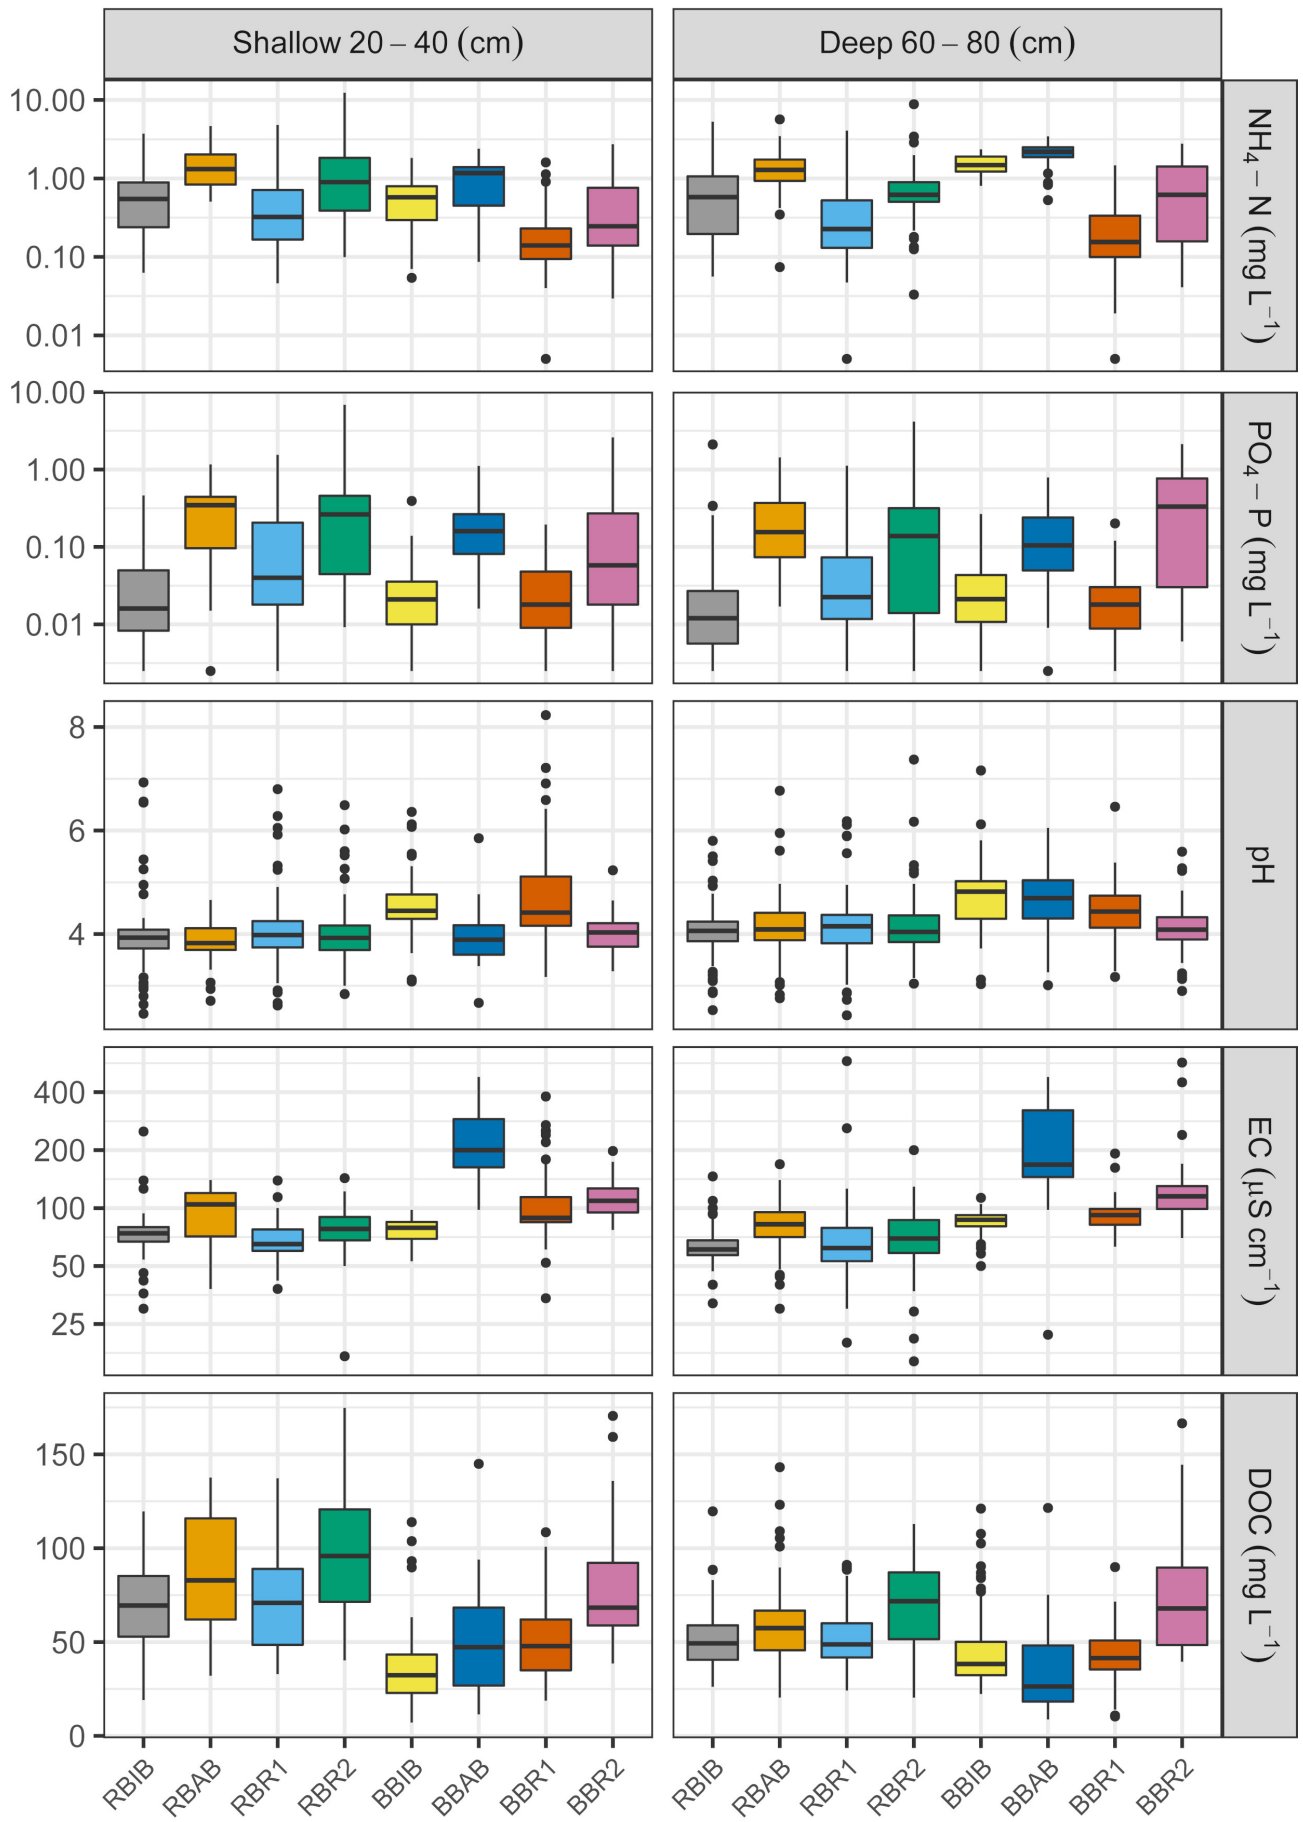 Shallow 20 – 40 (cm)
Deep 60 – 80 (cm)
10.00
1.00
0.10
0.01
NH₄ – N (mg L⁻¹)
10.00
1.00
0.10
0.01
PO₄ – P (mg L⁻¹)
8
6
4
pH
400
200
100
50
25
EC (μS cm⁻¹)
150
100
50
0
DOC (mg L⁻¹)
RBIB
RBAB
RBR1
RBR2
BBIB
BBAB
BBR1
BBR2
RBIB
RBAB
RBR1
RBR2
BBIB
BBAB
BBR1
BBR2